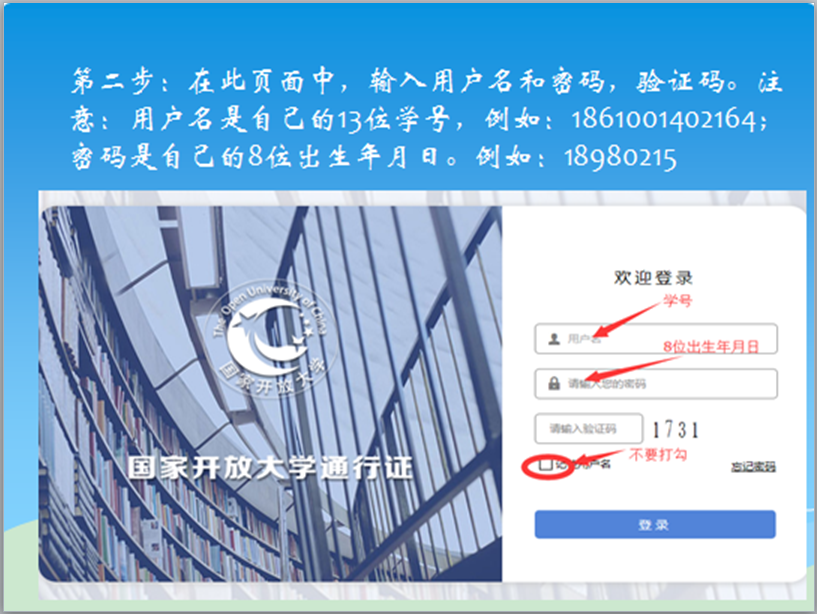 第二步：在此页面中，输入用户名和密码，验证码。注
意：用户名是自己的13位学号，例如：1861001402164；
密码是自己的8位出生年月日。例如：18980215
The Open University of China
国家开放大学
国家开放大学通行证
欢迎登录
学号
用户名
8位出生年月日
请输入您的密码
请输入验证码
1731
不要打勾
记住用户名
忘记密码
登录